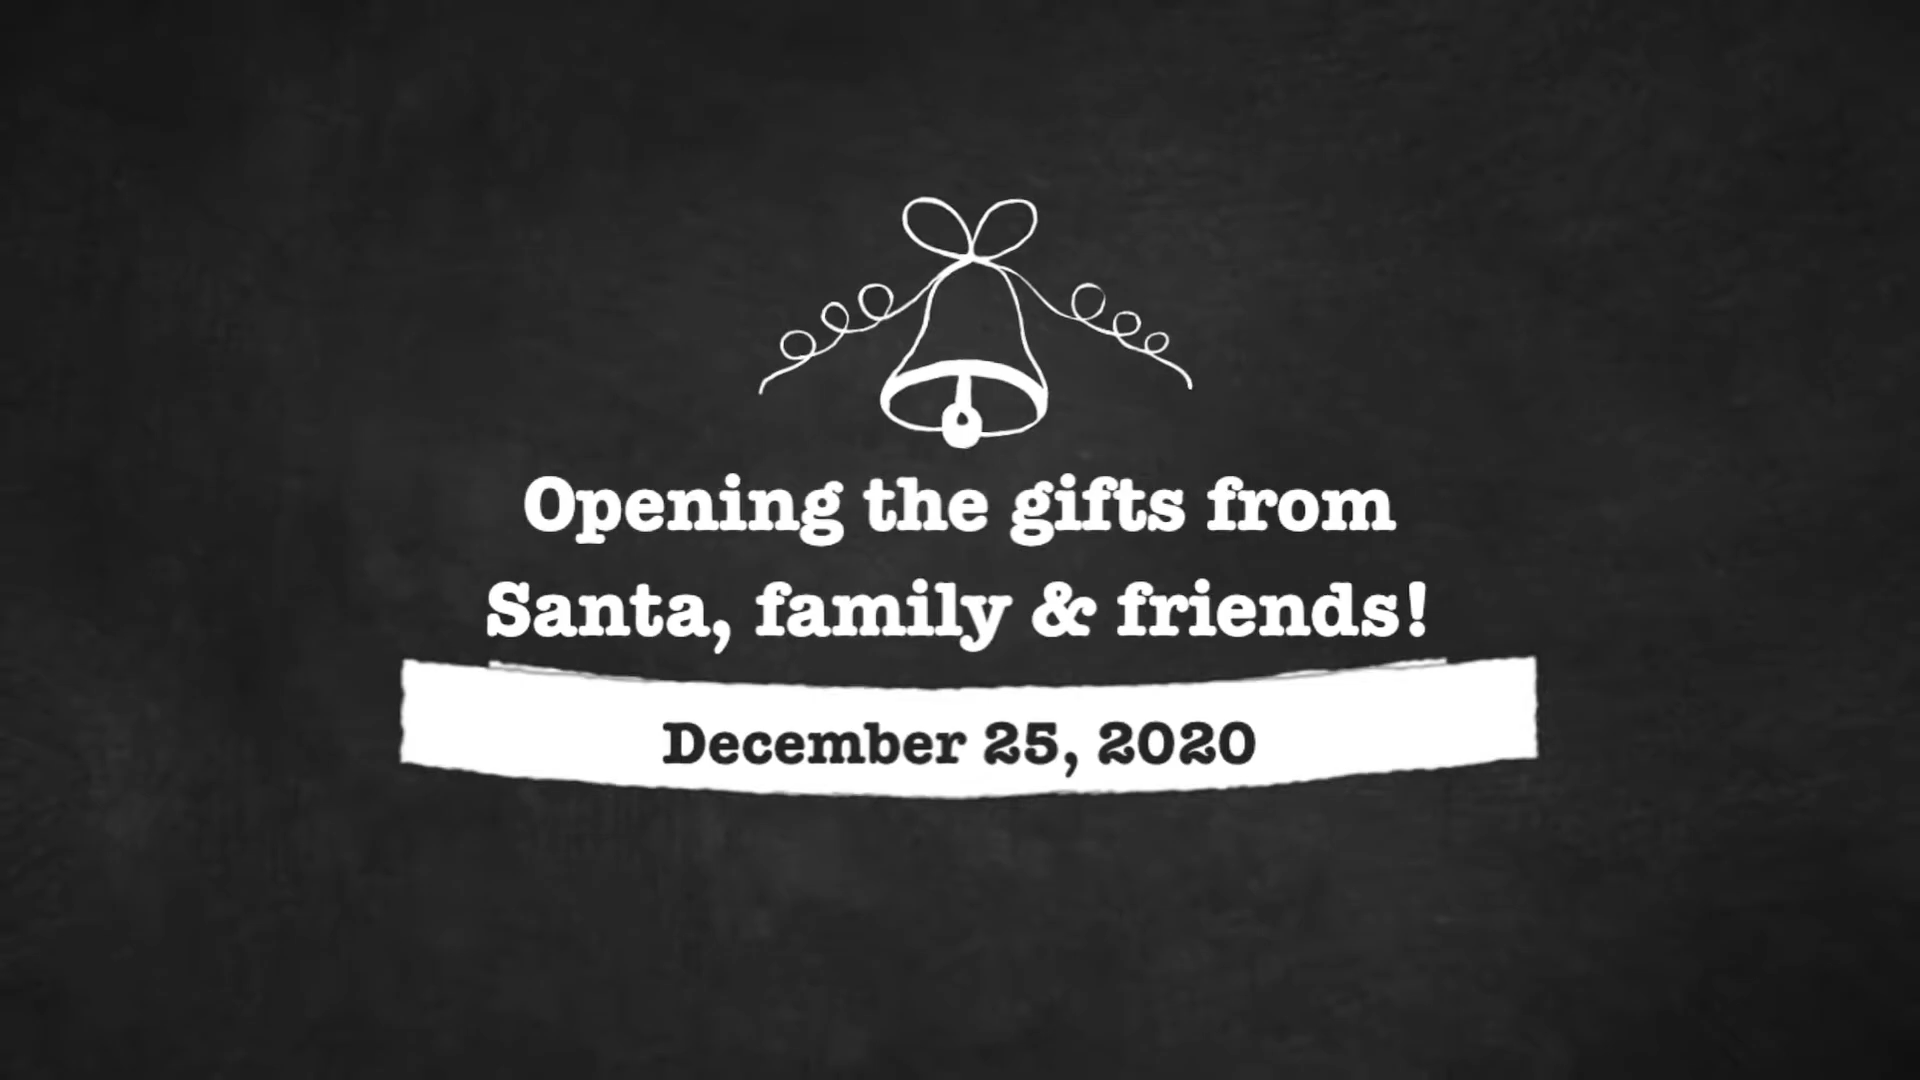 Opening the gifts from
Santa, family & friends!
December 25, 2020